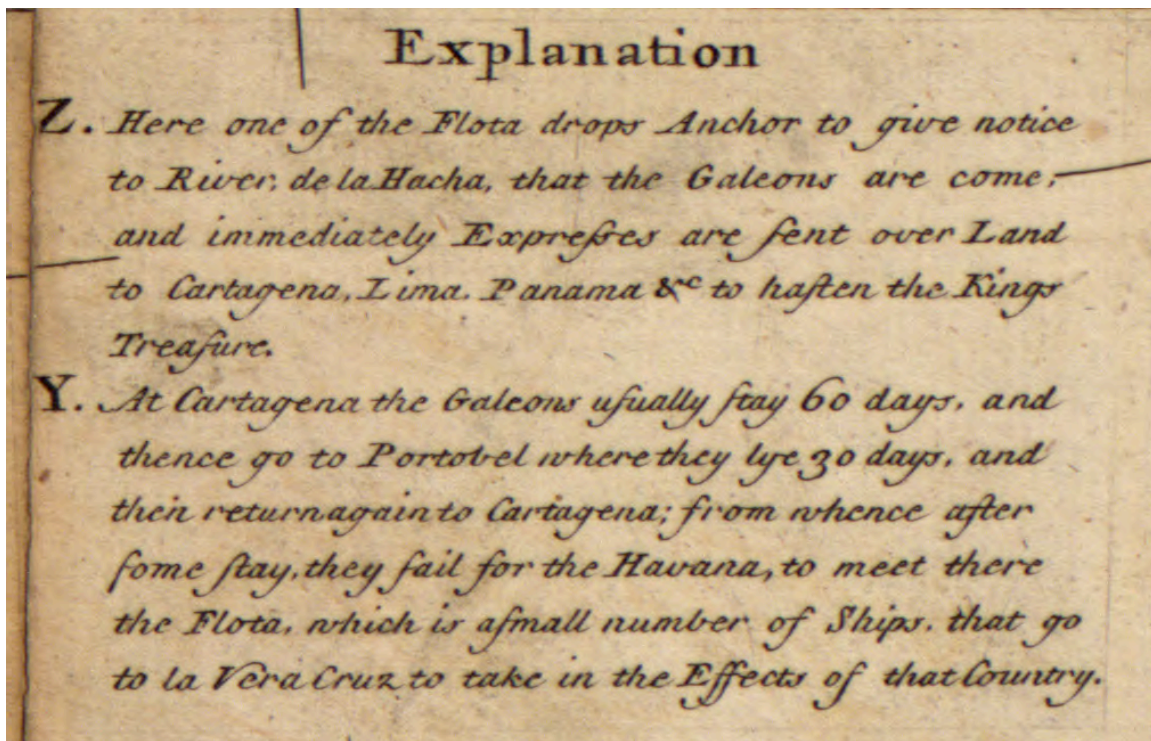 Explanation
Z. Here one of the Flota drops Anchor to give notice
to River, de la Hacha, that the Galeons are come,
and immediately Expreſses are ſent over Land
to Cartagena, Lima. Panama &c to haſten the Kings
Treaſure.
Y. At Cartagena the Galeons uſually ſtay 60 days, and
thence go to Portobel where they lye 30 days, and
then return again to Cartagena; from whence after
ſome ſtay, they ſail for the Havana, to meet there
the Flota, which is a ſmall number of Ships, that go
to la Vera Cruz to take in the Effects of that Country.